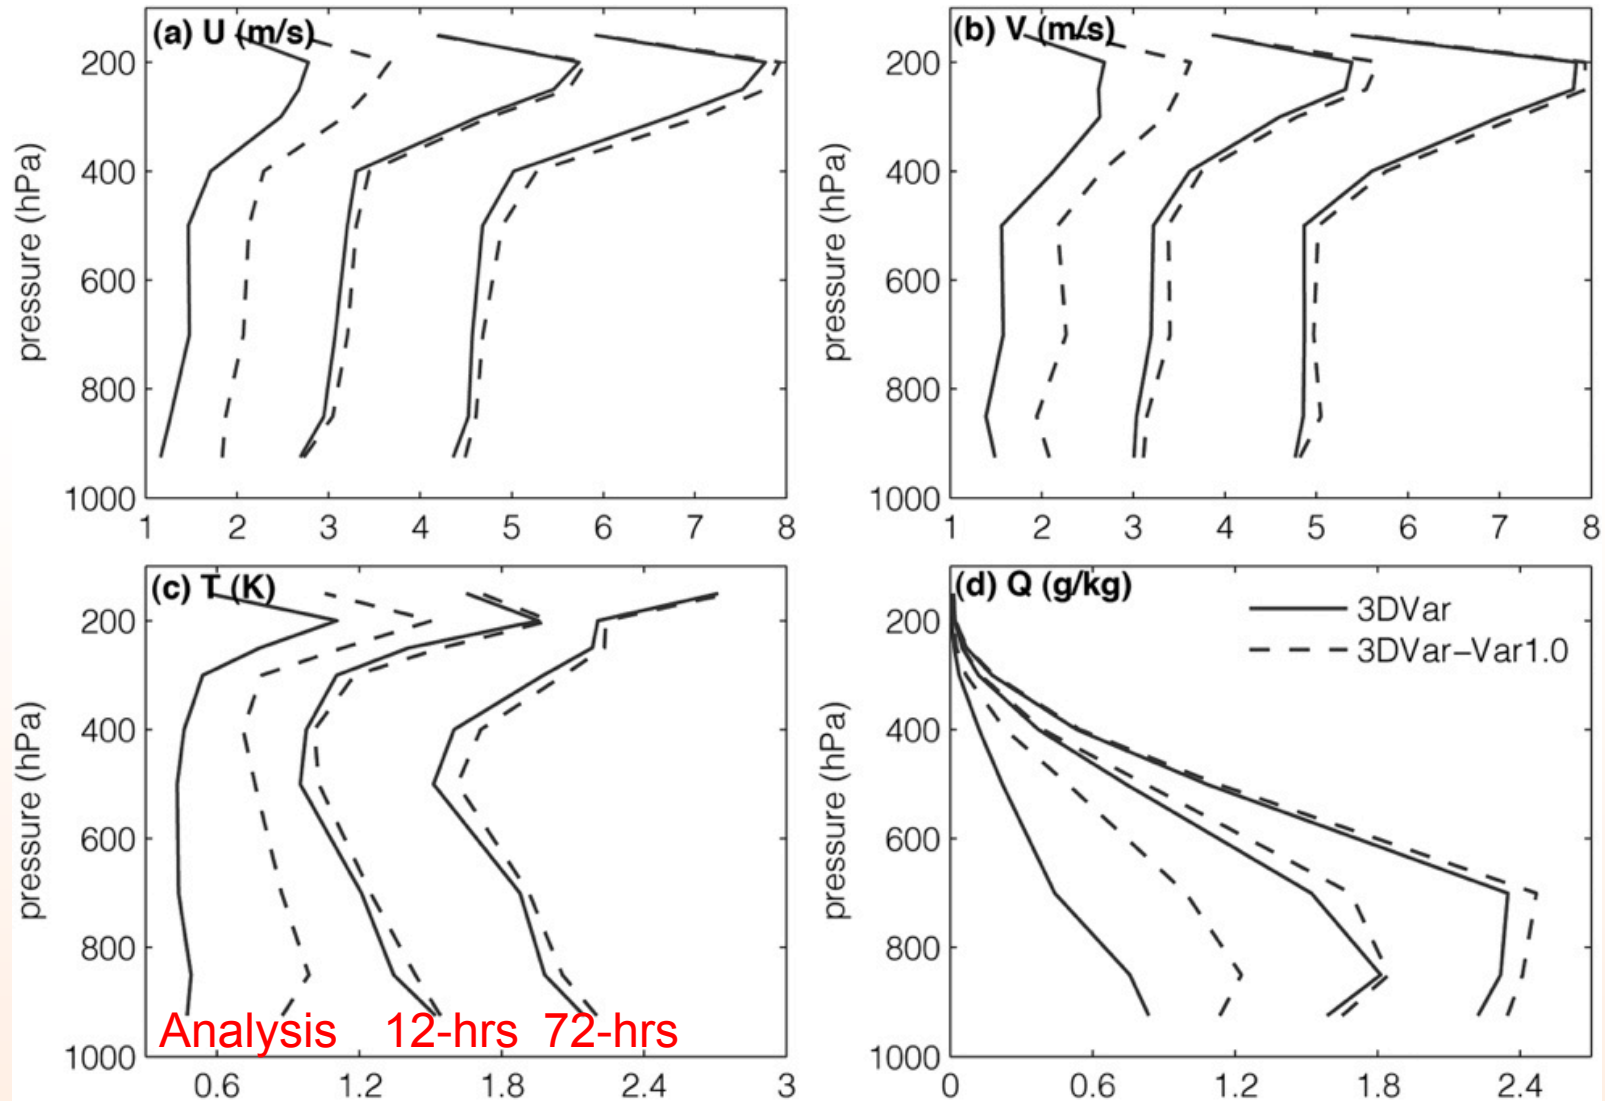 (a) U (m/s)
pressure (hPa)
200
400
600
800
1000
1 2 3 4 5 6 7 8
(b) V (m/s)
pressure (hPa)
200
400
600
800
1000
1 2 3 4 5 6 7 8
(c) T (K)
pressure (hPa)
200
400
600
800
1000
Analysis 12-hrs 72-hrs
0.6 1.2 1.8 2.4 3
(d) Q (g/kg)
3DVar
3DVar–Var1.0
pressure (hPa)
200
400
600
800
1000
0 0.6 1.2 1.8 2.4